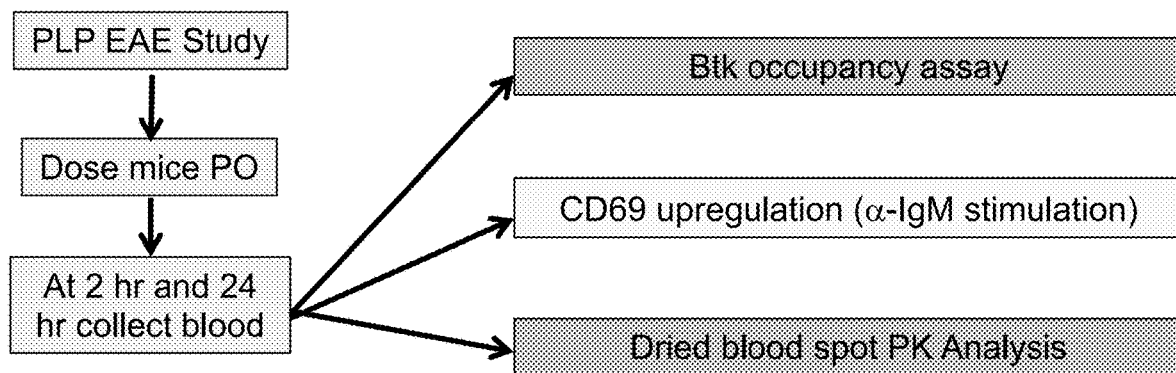 PLP EAE Study
Dose mice PO
At 2 hr and 24
hr collect blood
Btk occupancy assay
CD69 upregulation (α-IgM stimulation)
Dried blood spot PK Analysis